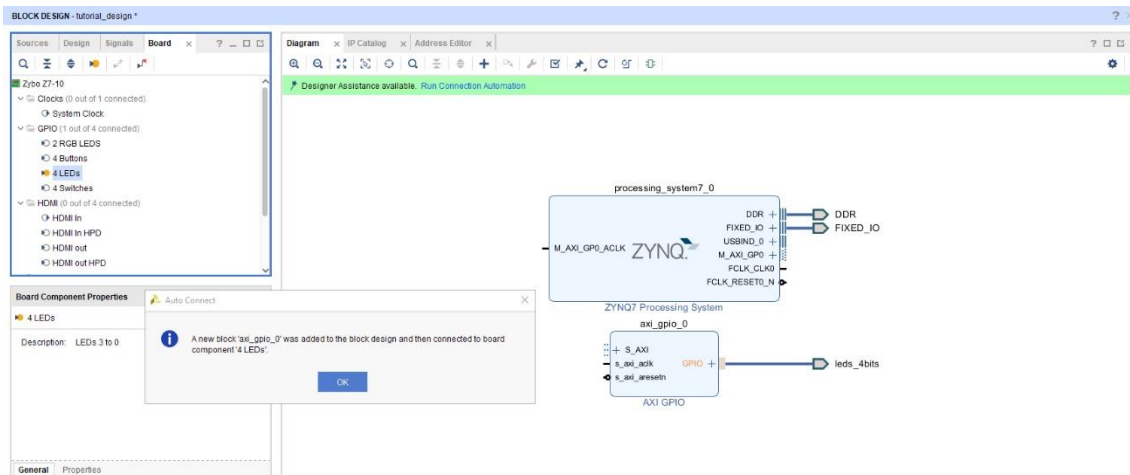 BLOCK DESIGN - tutorial_design *
Sources Design Signals Board
Zybo Z7-10
Clocks (0 out of 1 connected)
System Clock
GPIO (1 out of 4 connected)
2 RGB LEDS
4 Buttons
4 LEDs
4 Switches
HDMI (0 out of 4 connected)
HDMI In
HDMI In HPD
HDMI out
HDMI out HPD
Board Component Properties
4 LEDs
Description: LEDs 3 to 0
General Properties
Auto Connect
A new block 'axi_gpio_0' was added to the block design and then connected to board
component '4 LEDs'.
OK
Diagram IP Catalog Address Editor
Designer Assistance available. Run Connection Automation
processing_system7_0
M_AXI_GP0_ACLK
ZYNQ
DDR
FIXED_IO
USBIND_0
M_AXI_GP0
FCLK_CLK0
FCLK_RESET0_N
DDR
FIXED_IO
ZYNQ7 Processing System
axi_gpio_0
S_AXI
s_axi_aclk
s_axi_aresetn
GPIO
leds_4bits
AXI GPIO